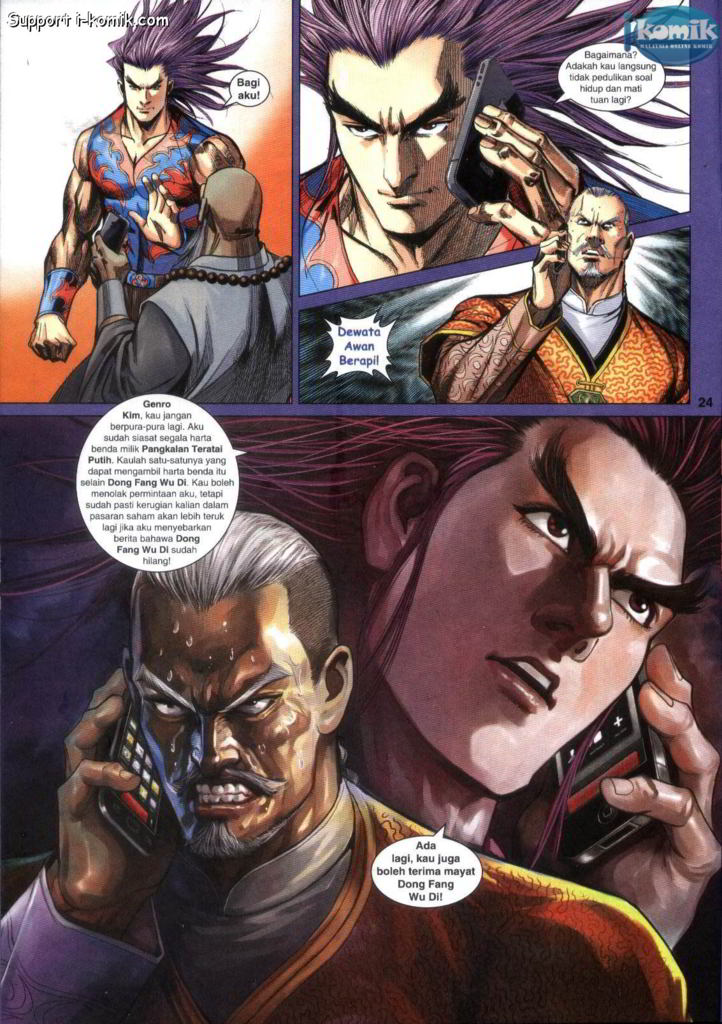 Support i-komik.com
Bagi
aku!
i-komik
MALAYSIA ONLINE KOMIK
Bagaimana?
Adakah kau langsung
tidak pedulikan soal
hidup dan mati
tuan lagi?
Dewata
Awan
Berapi!
24
Genro
Kim, kau jangan
berpura-pura lagi. Aku
sudah siasat segala harta
benda milik Pangkalan Teratai
Putih. Kaulah satu-satunya yang
dapat mengambil harta benda itu
selain Dong Fang Wu Di. Kau boleh
menolak permintaan aku, tetapi
sudah pasti kerugian kalian dalam
pasaran saham akan lebih teruk
lagi jika aku menyebarkan
berita bahawa Dong
Fang Wu Di sudah
hilang!
Ada
lagi, kau juga
boleh terima mayat
Dong Fang
Wu Di!